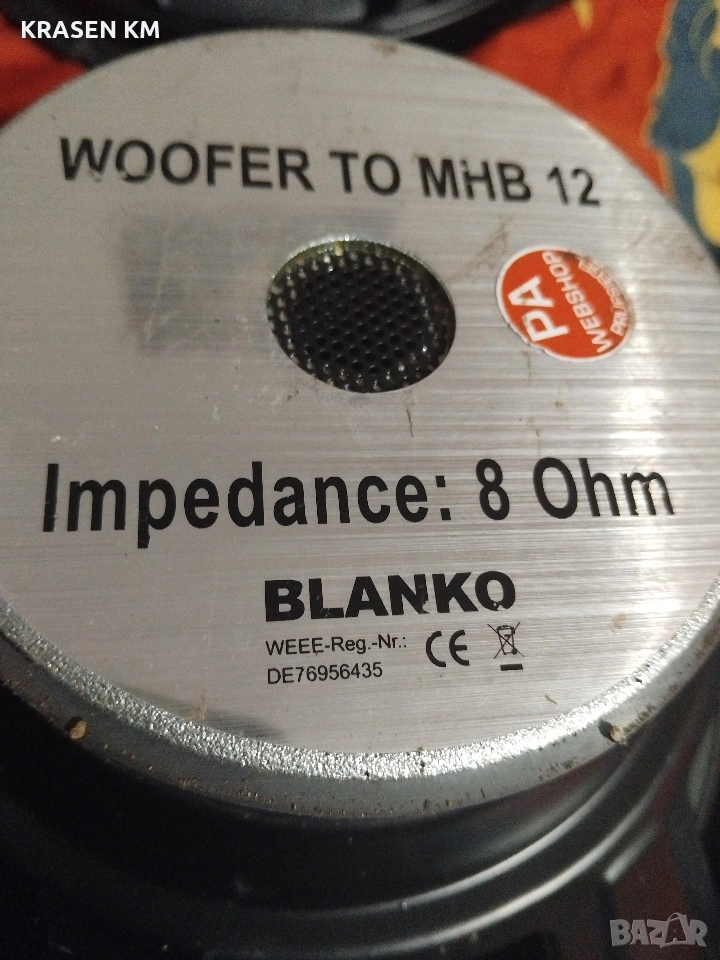 KRASEN KM
WOOFER TO MHB 12
PA
WEBSHOP
Impedance: 8 Ohm
BLANKO
WEEE-Reg.-Nr.:
DE76956435
CE
BAZAR